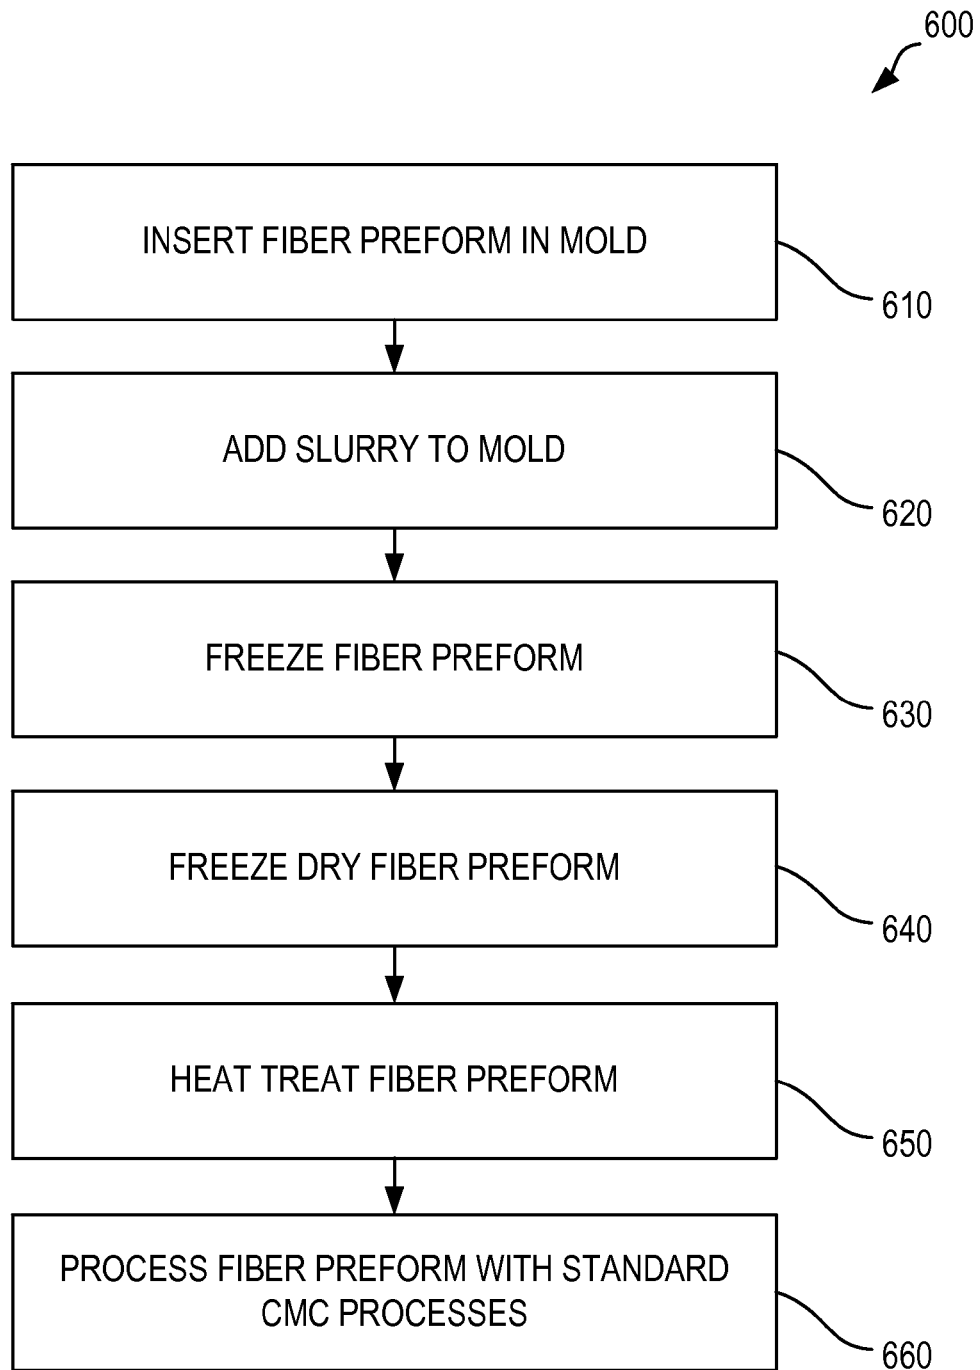 600
INSERT FIBER PREFORM IN MOLD
610
ADD SLURRY TO MOLD
620
FREEZE FIBER PREFORM
630
FREEZE DRY FIBER PREFORM
640
HEAT TREAT FIBER PREFORM
650
PROCESS FIBER PREFORM WITH STANDARD
CMC PROCESSES
660